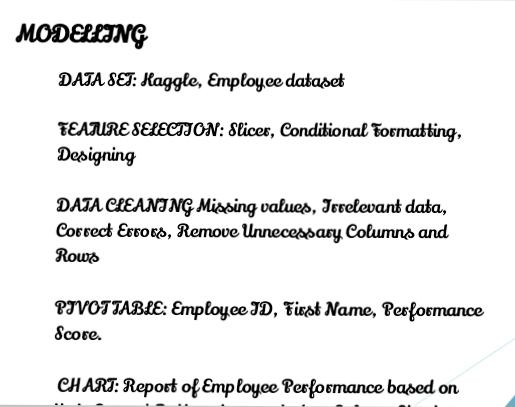 MODELLING
DATA SET: Kaggle, Employee dataset
FEATURE SELECTION: Slicer, Conditional Formatting,
Designing
DATA CLEANING Missing values, Irrelevant data,
Correct Errors, Remove Unnecessary Columns and
Rows
PIVOTTABLE: Employee ID, First Name, Performance
Score.
CHART: Report of Employee Performance based on